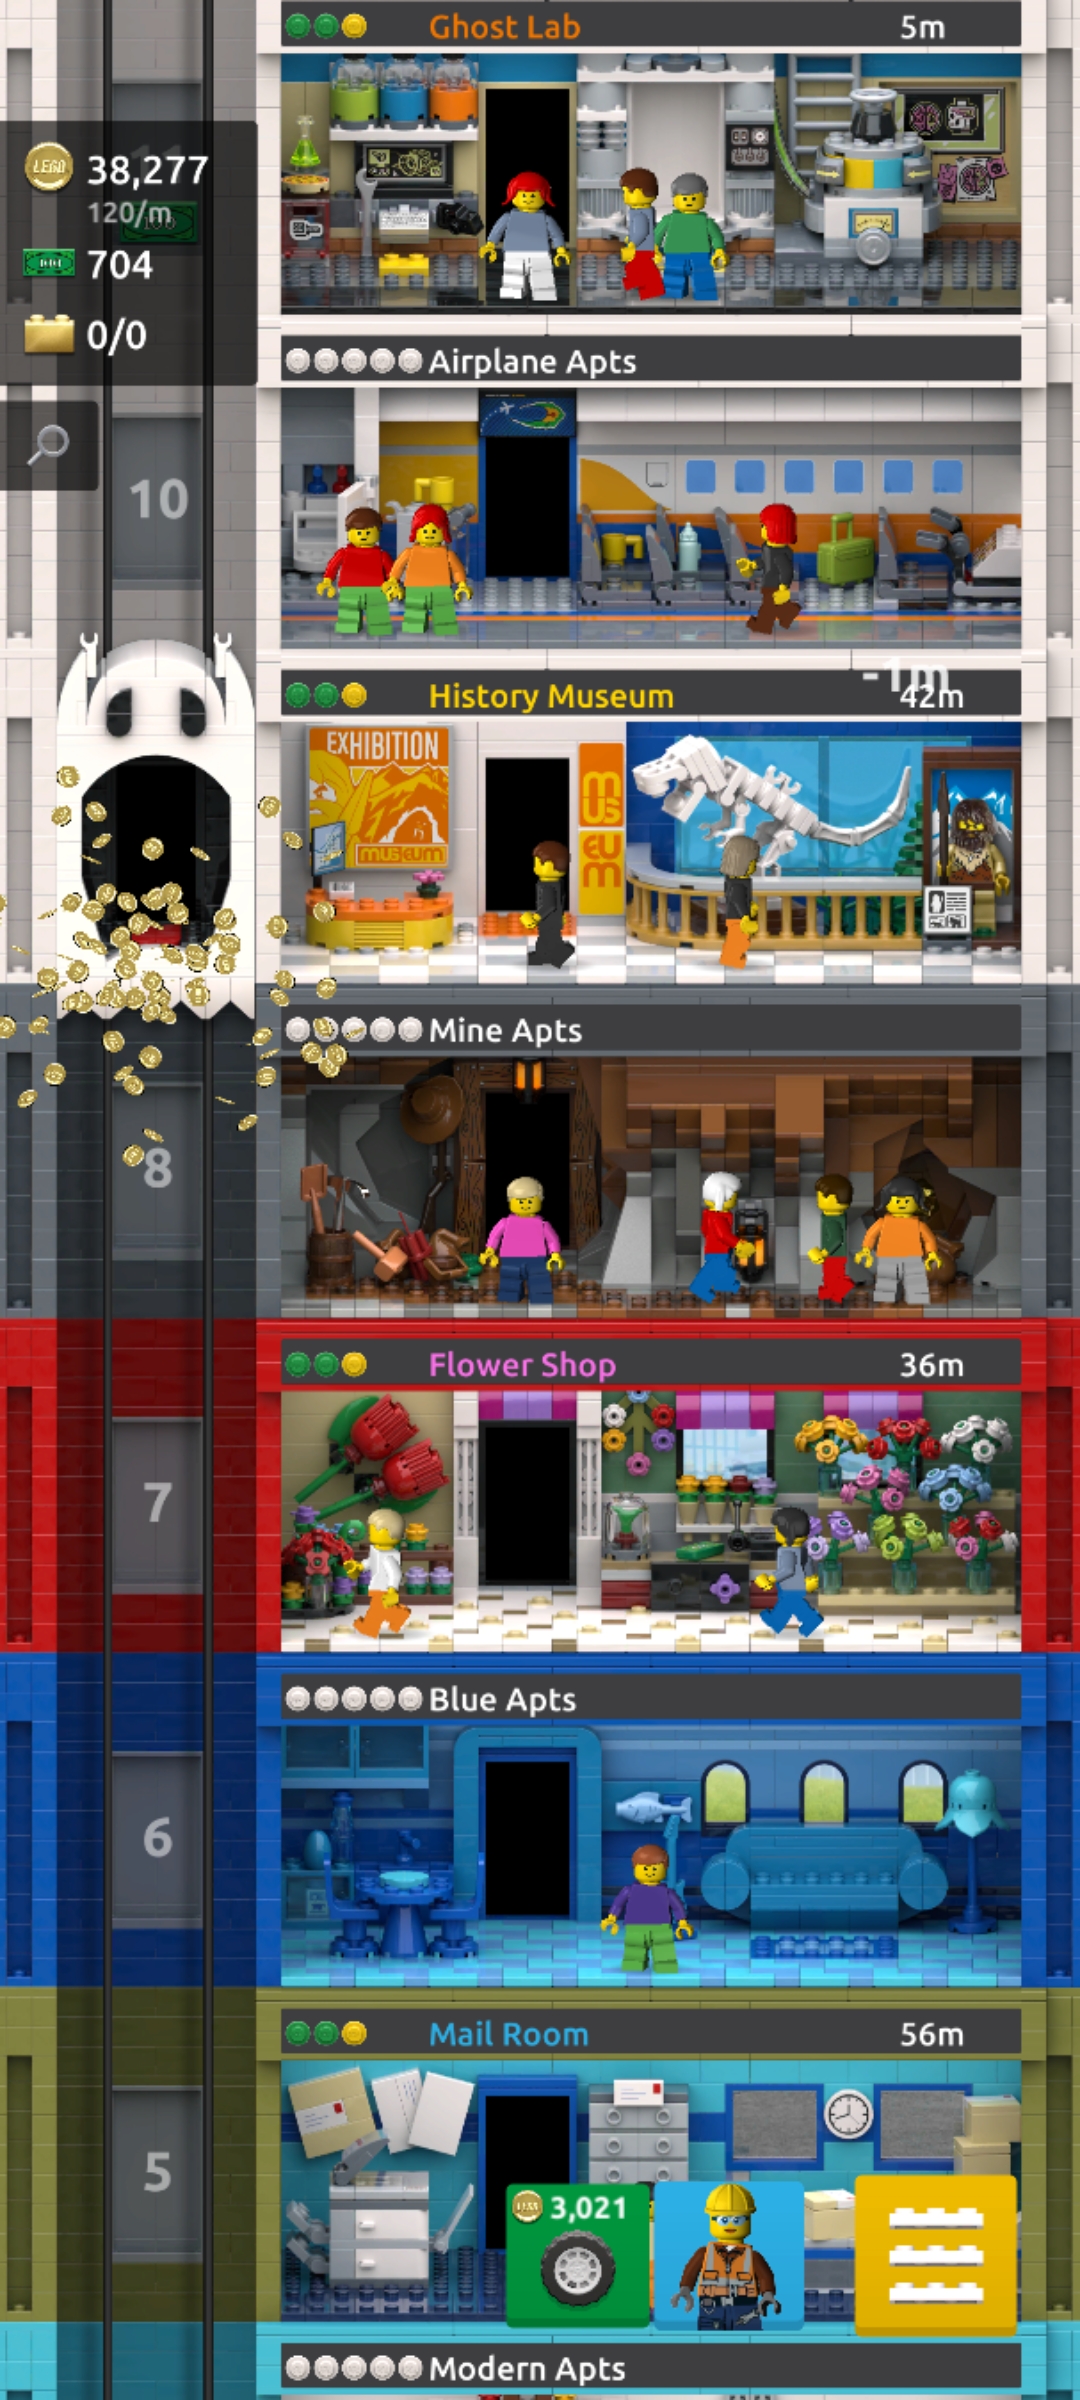 Ghost Lab 5m
11
LEGO 38,277
120/m
704
0/0
Airplane Apts
10
-1m
History Museum 42m
EXHIBITION
MUSEUM
MUSEUM
Mine Apts
8
Flower Shop 36m
7
Blue Apts
6
Mail Room 56m
5
3,021
Modern Apts